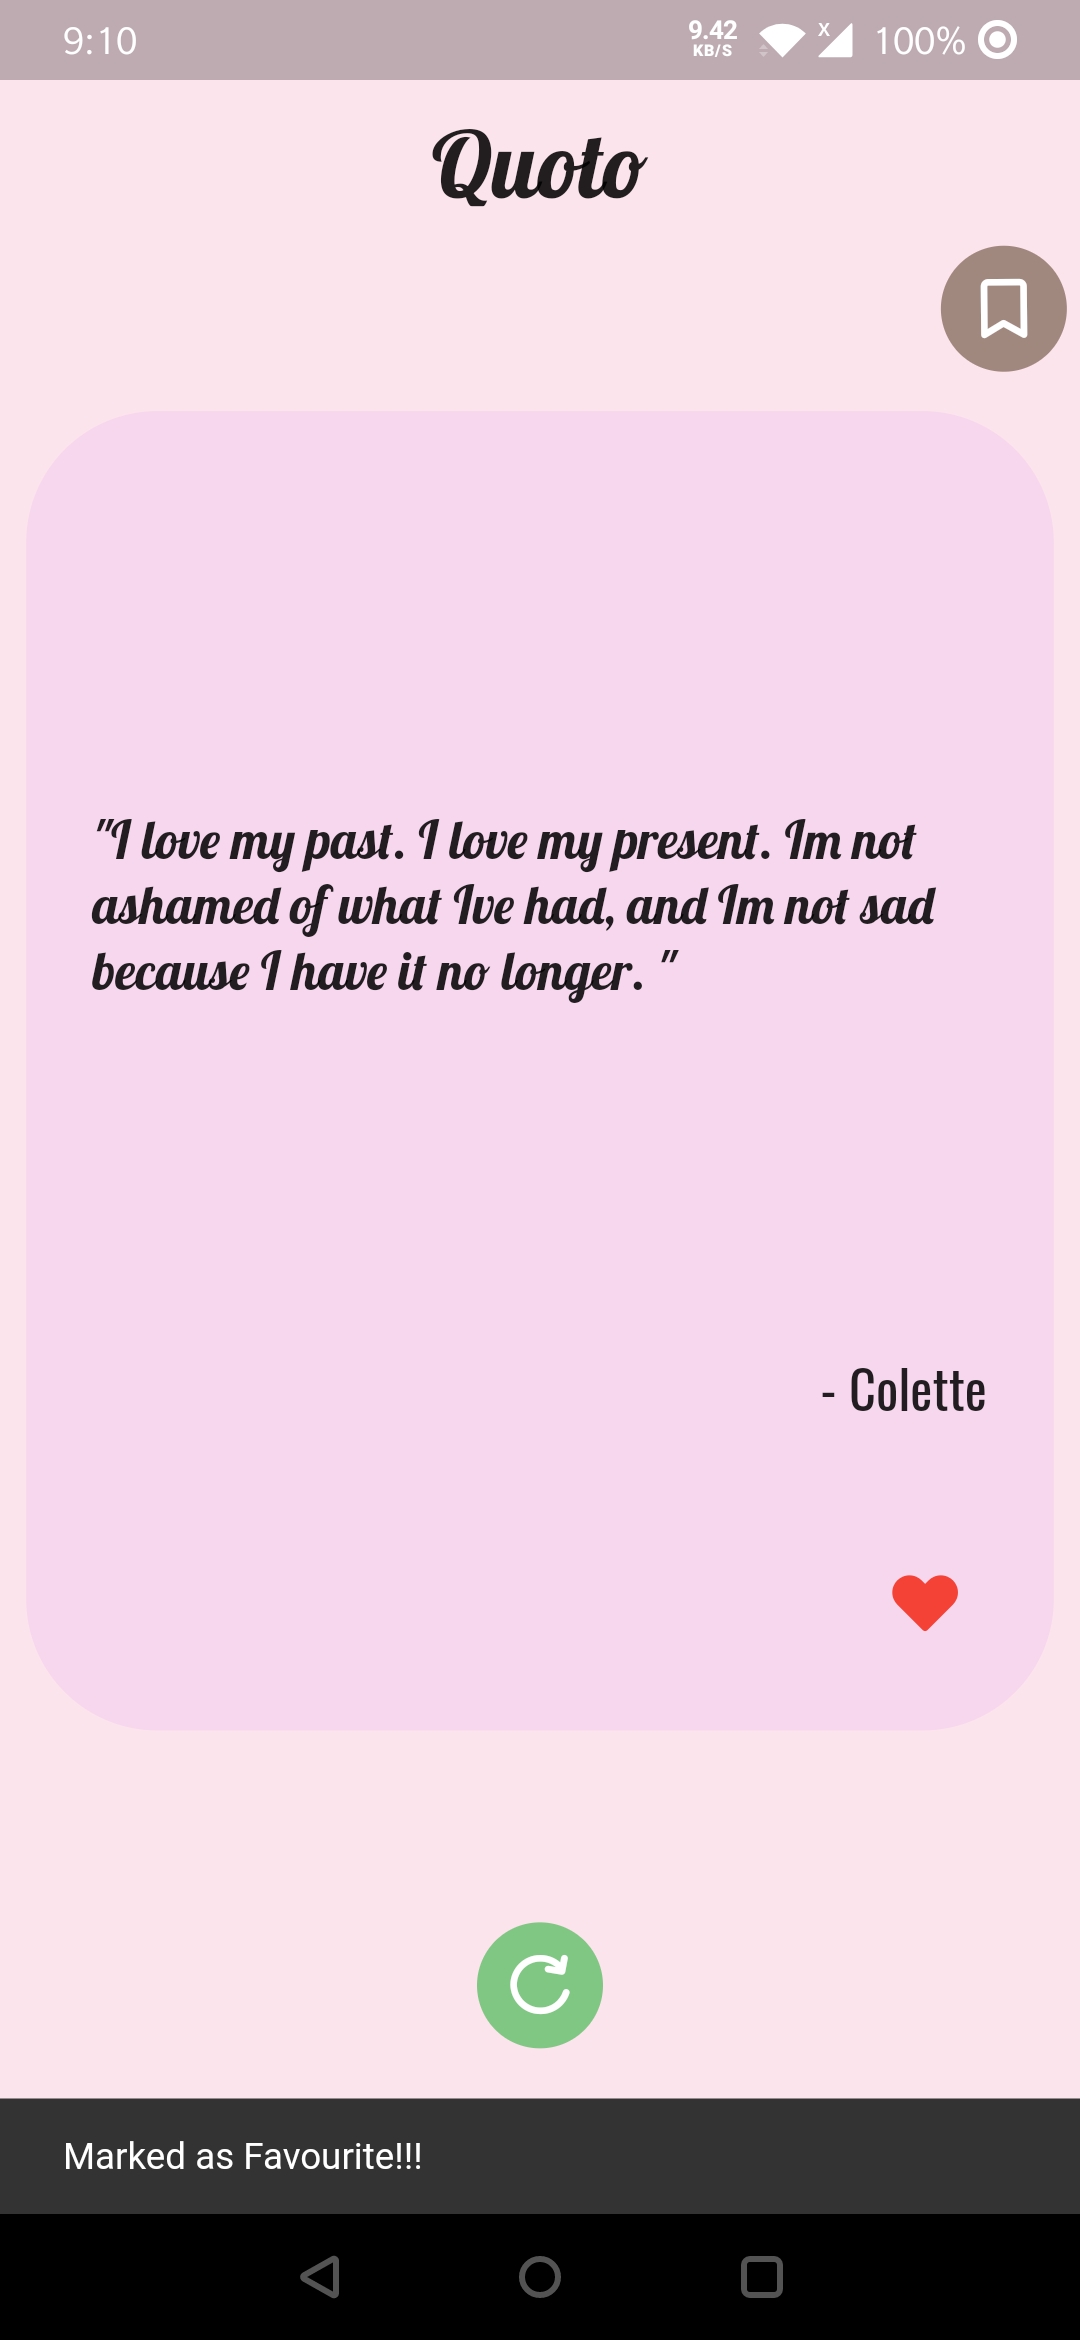 9:10
9.42
KB/S
X
100%
Quoto
"I love my past. I love my present. Im not
ashamed of what Ive had, and Im not sad
because I have it no longer. "
- Colette
Marked as Favourite!!!